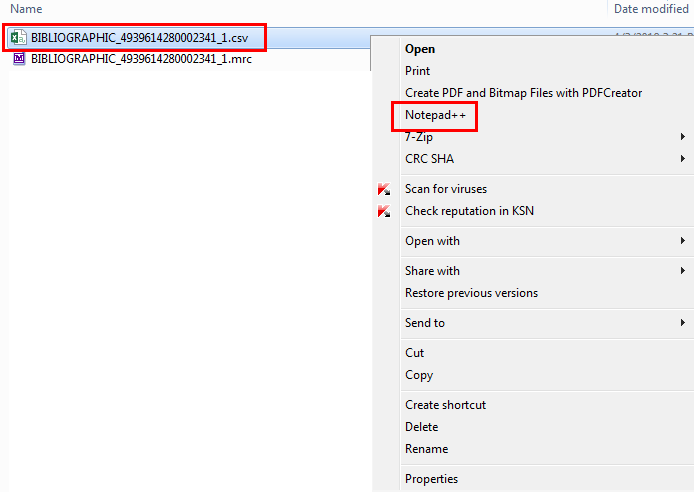 Name Date modified
BIBLIOGRAPHIC_4939614280002341_1.csv
BIBLIOGRAPHIC_4939614280002341_1.mrc
Open
Print
Create PDF and Bitmap Files with PDFCreator
Notepad++
7-Zip
CRC SHA
Scan for viruses
Check reputation in KSN
Open with
Share with
Restore previous versions
Send to
Cut
Copy
Create shortcut
Delete
Rename
Properties